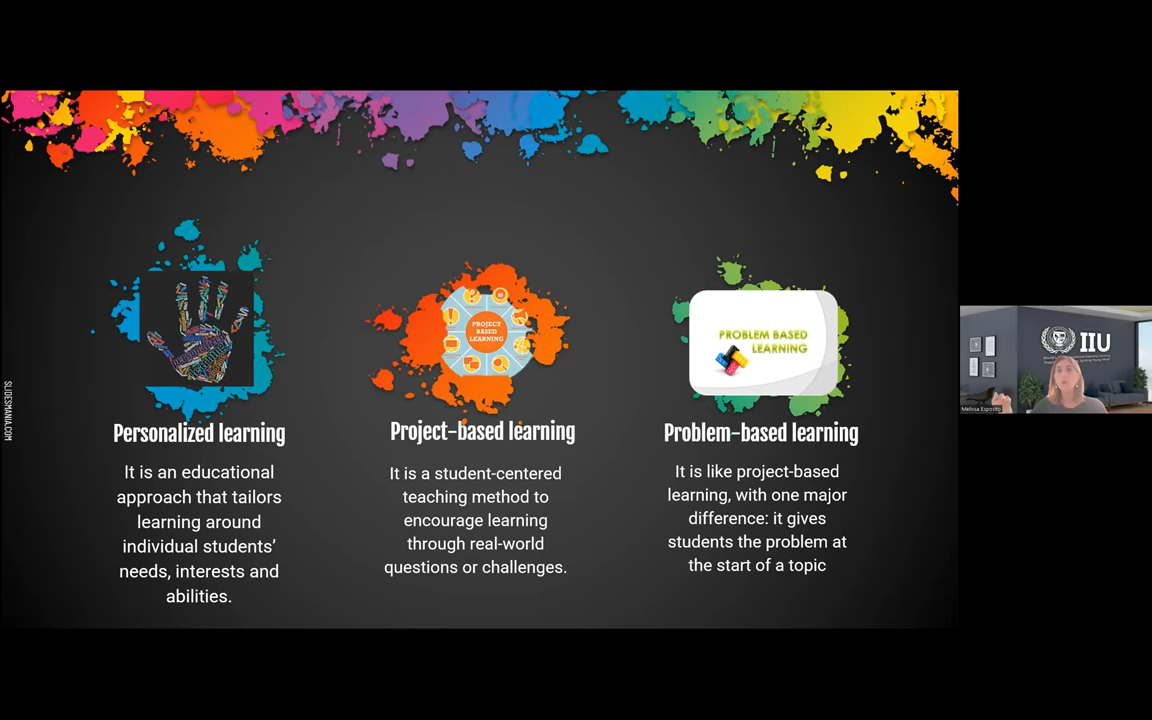 SLIDESMANIA.COM
PROJECT
BASED
LEARNING
PROBLEM BASED
LEARNING
Personalized learning
It is an educational
approach that tailors
learning around
individual students’
needs, interests and
abilities.
Project-based learning
It is a student-centered
teaching method to
encourage learning
through real-world
questions or challenges.
Problem-based learning
It is like project-based
learning, with one major
difference: it gives
students the problem at
the start of a topic
IIU
Melissa Esposito